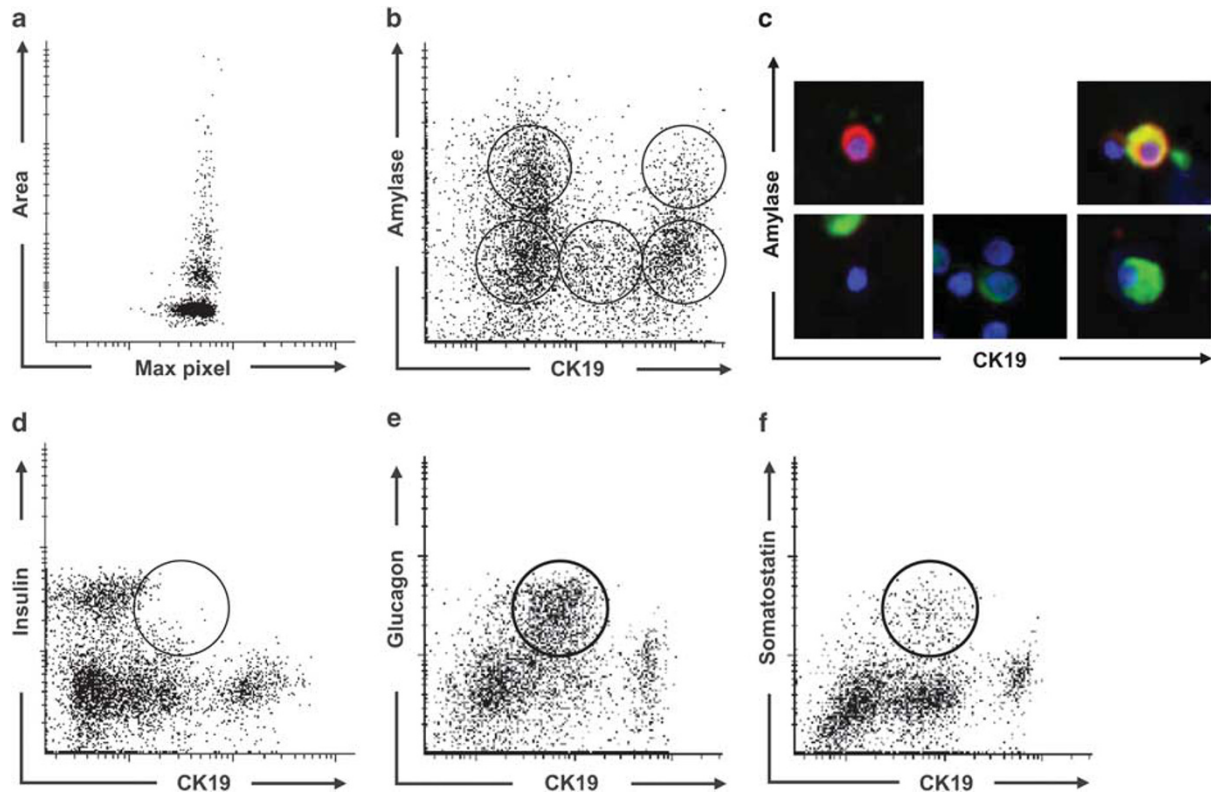 a
Area
Max pixel
b
Amylase
CK19
c
Amylase
CK19
d
Insulin
CK19
e
Glucagon
CK19
f
Somatostatin
CK19